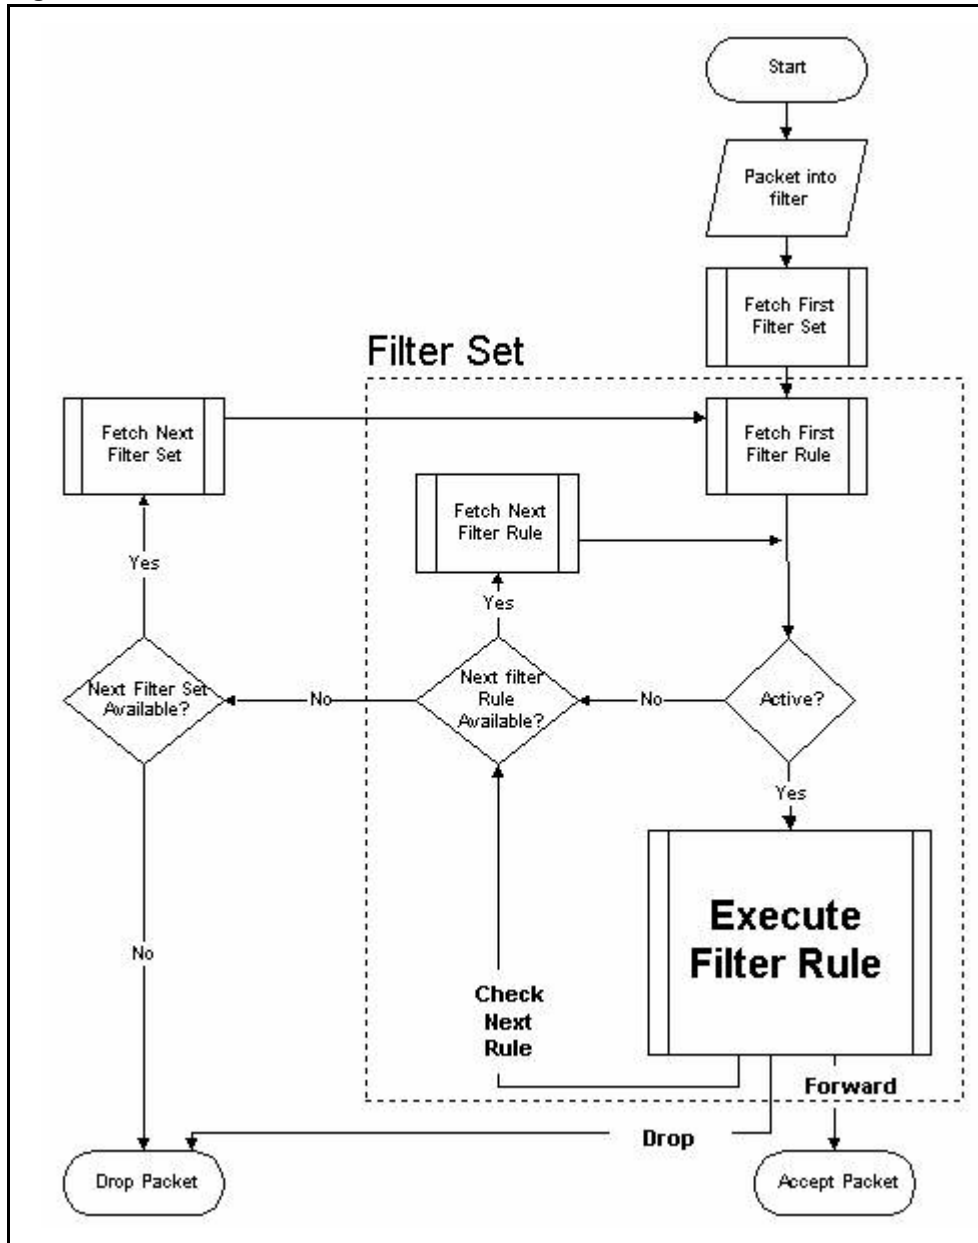 Start
Packet into
filter
Fetch First
Filter Set
Filter Set
Fetch Next
Filter Set
Fetch First
Filter Rule
Fetch Next
Filter Rule
Yes
Yes
Next Filter Set
Available?
No
Next filter
Rule
Available?
No
Active?
Yes
Execute
Filter Rule
No
Check
Next
Rule
Forward
Drop
Drop Packet
Accept Packet